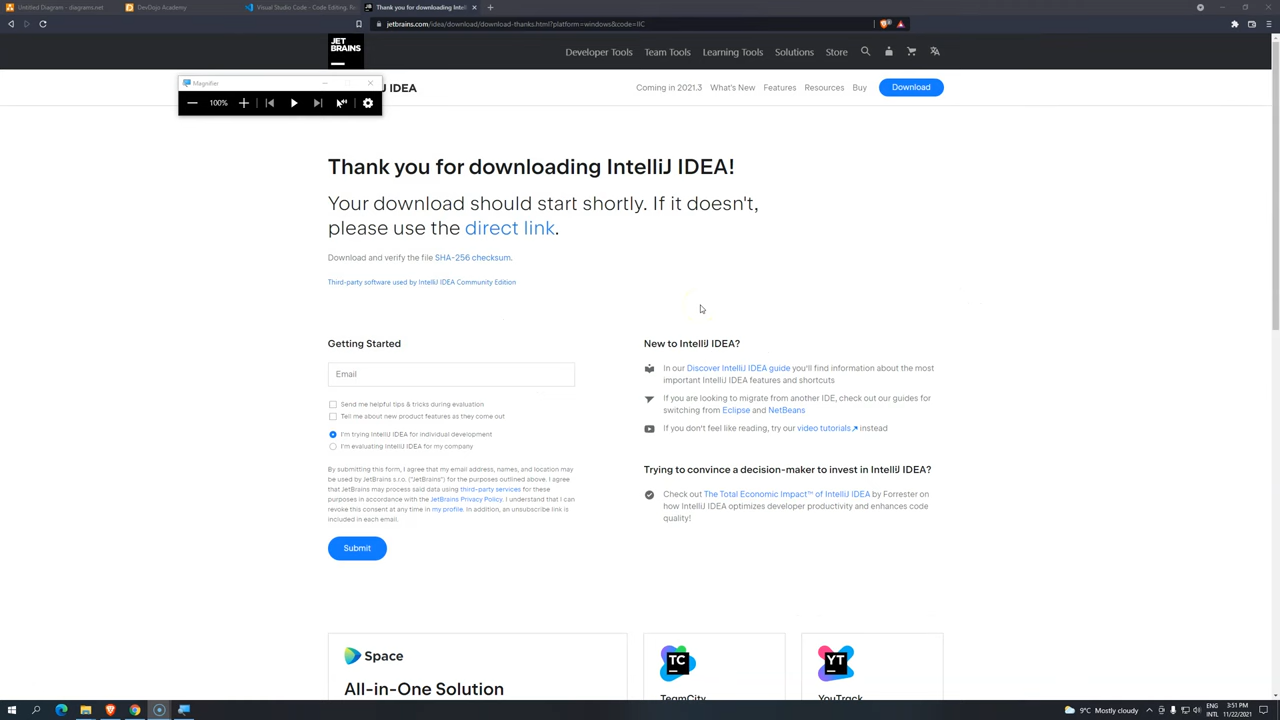 Untitled Diagram - diagrams.net
DevDojo Academy
Visual Studio Code - Code Editing. R
Thank you for downloading IntelliJ
jetbrains.com/idea/download/download-thanks.html?platform=windows&code=IIC
JET
BRAINS
Developer Tools
Team Tools
Learning Tools
Solutions
Store
Magnifier
100%
IDEA
Coming in 2021.3
What's New
Features
Resources
Buy
Download
Thank you for downloading IntelliJ IDEA!
Your download should start shortly. If it doesn't,
please use the direct link.
Download and verify the file SHA-256 checksum.
Third-party software used by IntelliJ IDEA Community Edition
Getting Started
Email
Send me helpful tips & tricks during evaluation
Tell me about new product features as they come out
I'm trying IntelliJ IDEA for individual development
I'm evaluating IntelliJ IDEA for my company
By submitting this form, I agree that my email address, names, and location may
be used by JetBrains s.r.o. ("JetBrains") for the purposes outlined above. I agree
that JetBrains may process said data using third-party services for these
purposes in accordance with the JetBrains Privacy Policy. I understand that I can
revoke this consent at any time in my profile. In addition, an unsubscribe link is
included in each email.
Submit
New to IntelliJ IDEA?
In our Discover IntelliJ IDEA guide you'll find information about the most
important IntelliJ IDEA features and shortcuts
If you are looking to migrate from another IDE, check out our guides for
switching from Eclipse and NetBeans
If you don't feel like reading, try our video tutorials↗ instead
Trying to convince a decision-maker to invest in IntelliJ IDEA?
Check out The Total Economic Impact™ of IntelliJ IDEA by Forrester on
how IntelliJ IDEA optimizes developer productivity and enhances code
quality!
Space
All-in-One Solution
TC
TeamCity
YT
YouTrack
9°C Mostly cloudy
ENG
INTL
3:51 PM
11/22/2021